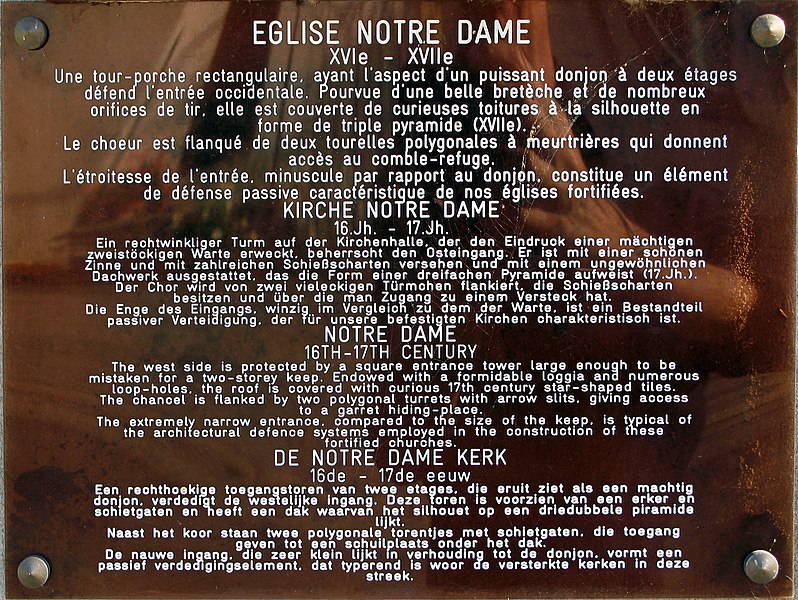 EGLISE NOTRE DAME
XVIe - XVIIe
Une tour-porche rectangulaire, ayant l'aspect d'un puissant donjon à deux étages
défend l'entrée occidentale. Pourvue d'une belle bretèche et de nombreux
orifices de tir, elle est couverte de curieuses toitures à la silhouette en
forme de triple pyramide (XVIIe).
Le choeur est flanqué de deux tourelles polygonales à meurtrières qui donnent
accès au comble-refuge.
L'étroitesse de l'entrée, minuscule par rapport au donjon, constitue un élément
de défense passive caractéristique de nos églises fortifiées.
KIRCHE NOTRE DAME
16.Jh. - 17.Jh.
Ein rechtwinkliger Turm auf der Kirchenhalle, der den Eindruck einer mächtigen
zweistöckigen Warte erweckt, beherrscht den Osteingang. Er ist mit einer schönen
Zinne und mit zahlreichen Schießscharten versehen und mit einem ungewöhnlichen
Dachwerk ausgestattet, das die Form einer dreifachen Pyramide aufweist (17.Jh.).
Der Chor wird von zwei vieleckigen Türmchen flankiert, die Schießscharten
besitzen und über die man Zugang zu einem Versteck hat.
Die Enge des Eingangs, winzig im Vergleich zu dem der Warte, ist ein Bestandteil
passiver Verteidigung, der für unsere befestigten Kirchen charakteristisch ist.
NOTRE DAME
16TH-17TH CENTURY
The west side is protected by a square entrance tower large enough to be
mistaken for a two-storey keep. Endowed with a formidable loggia and numerous
loop-holes, the roof is covered with curious 17th century star-shaped tiles.
The chancel is flanked by two polygonal turrets with arrow slits, giving access
to a garret hiding-place.
The extremely narrow entrance, compared to the size of the keep, is typical of
the architectural defence systems employed in the construction of these
fortified churches.
DE NOTRE DAME KERK
16de - 17de eeuw
Een rechthoekige toegangstoren van twee etages, die eruit ziet als een machtig
donjon, verdedigt de westelijke ingang. Deze toren is voorzien van een erker en
schietgaten en heeft een dak waarvan het silhouet op een driedubbele piramide
lijkt.
Naast het koor staan twee polygonale torentjes met schietgaten, die toegang
geven tot een schuilplaats onder het dak.
De nauwe ingang, die zeer klein lijkt in verhouding tot de donjon, vormt een
passief verdedigingselement, dat typerend is woor de versterkte kerken in deze
streek.